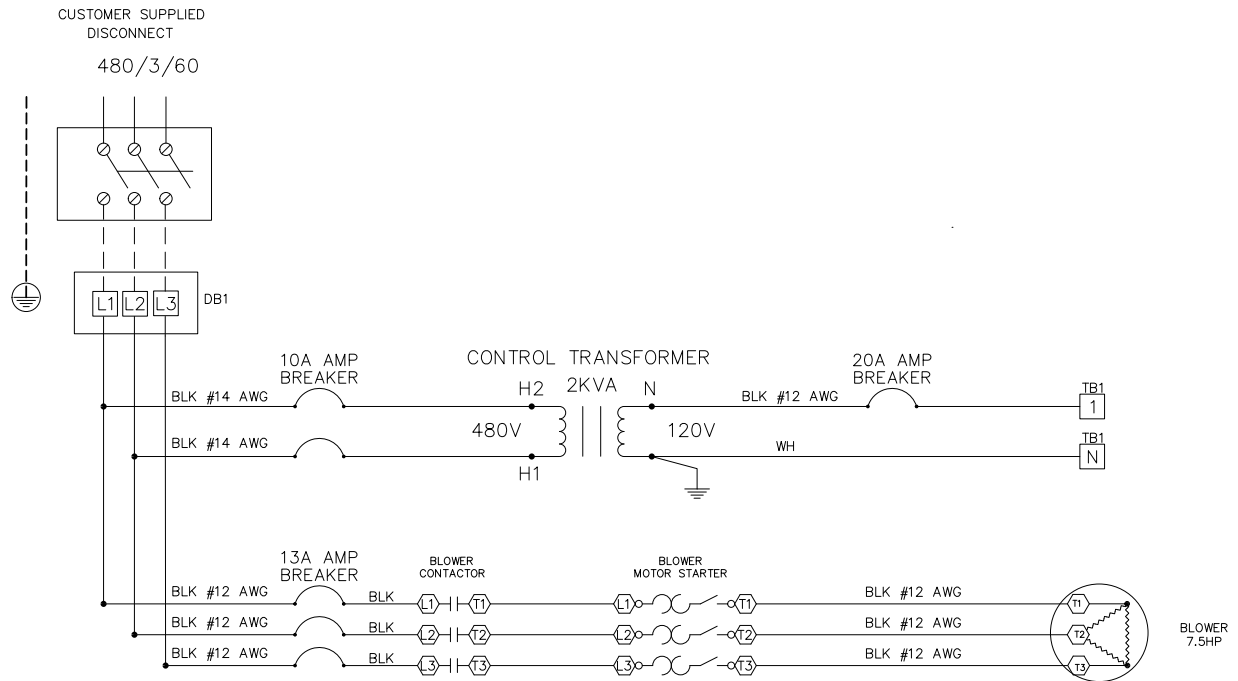 CUSTOMER SUPPLIED
DISCONNECT
480/3/60
L1 L2 L3 DB1
10A AMP
BREAKER
CONTROL TRANSFORMER
2KVA
20A AMP
BREAKER
BLK #14 AWG
H2
N
BLK #12 AWG
TB1
1
480V
120V
BLK #14 AWG
H1
WH
TB1
N
13A AMP
BREAKER
BLOWER
CONTACTOR
BLOWER
MOTOR STARTER
BLK #12 AWG BLK L1 T1 L1 T1 BLK #12 AWG T1
BLK #12 AWG BLK L2 T2 L2 T2 BLK #12 AWG T2
BLK #12 AWG BLK L3 T3 L3 T3 BLK #12 AWG T3
BLOWER
7.5HP